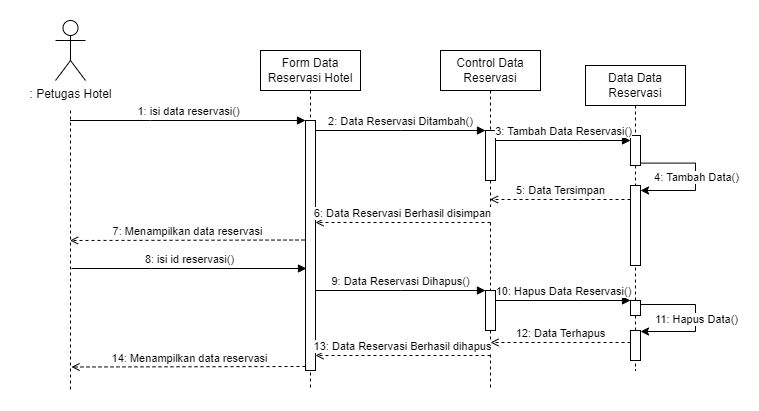 Form Data
Reservasi Hotel
Control Data
Reservasi
Data Data
Reservasi
: Petugas Hotel
1: isi data reservasi()
2: Data Reservasi Ditambah()
3: Tambah Data Reservasi()
4: Tambah Data()
5: Data Tersimpan
6: Data Reservasi Berhasil disimpan
7: Menampilkan data reservasi
8: isi id reservasi()
9: Data Reservasi Dihapus()
10: Hapus Data Reservasi()
11: Hapus Data()
12: Data Terhapus
13: Data Reservasi Berhasil dihapus
14: Menampilkan data reservasi